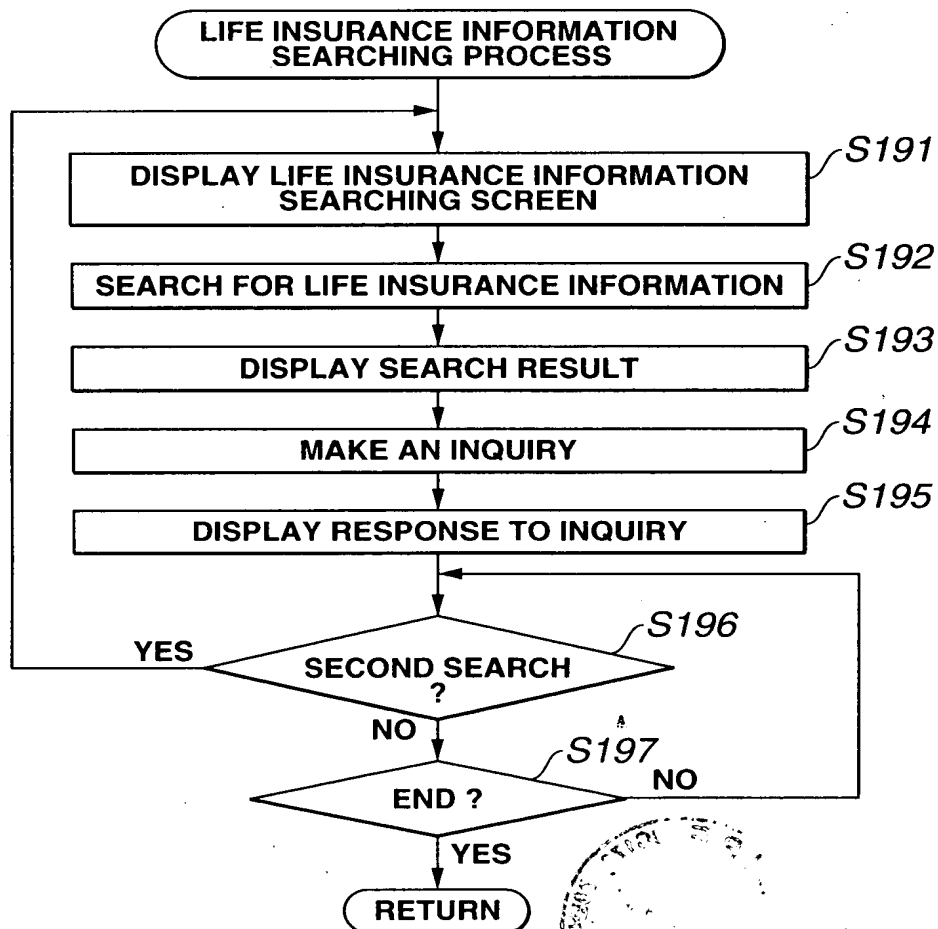 LIFE INSURANCE INFORMATION
SEARCHING PROCESS
S191
DISPLAY LIFE INSURANCE INFORMATION
SEARCHING SCREEN
S192
SEARCH FOR LIFE INSURANCE INFORMATION
S193
DISPLAY SEARCH RESULT
S194
MAKE AN INQUIRY
S195
DISPLAY RESPONSE TO INQUIRY
S196
YES
SECOND SEARCH
?
NO
S197
END ?
NO
YES
RETURN